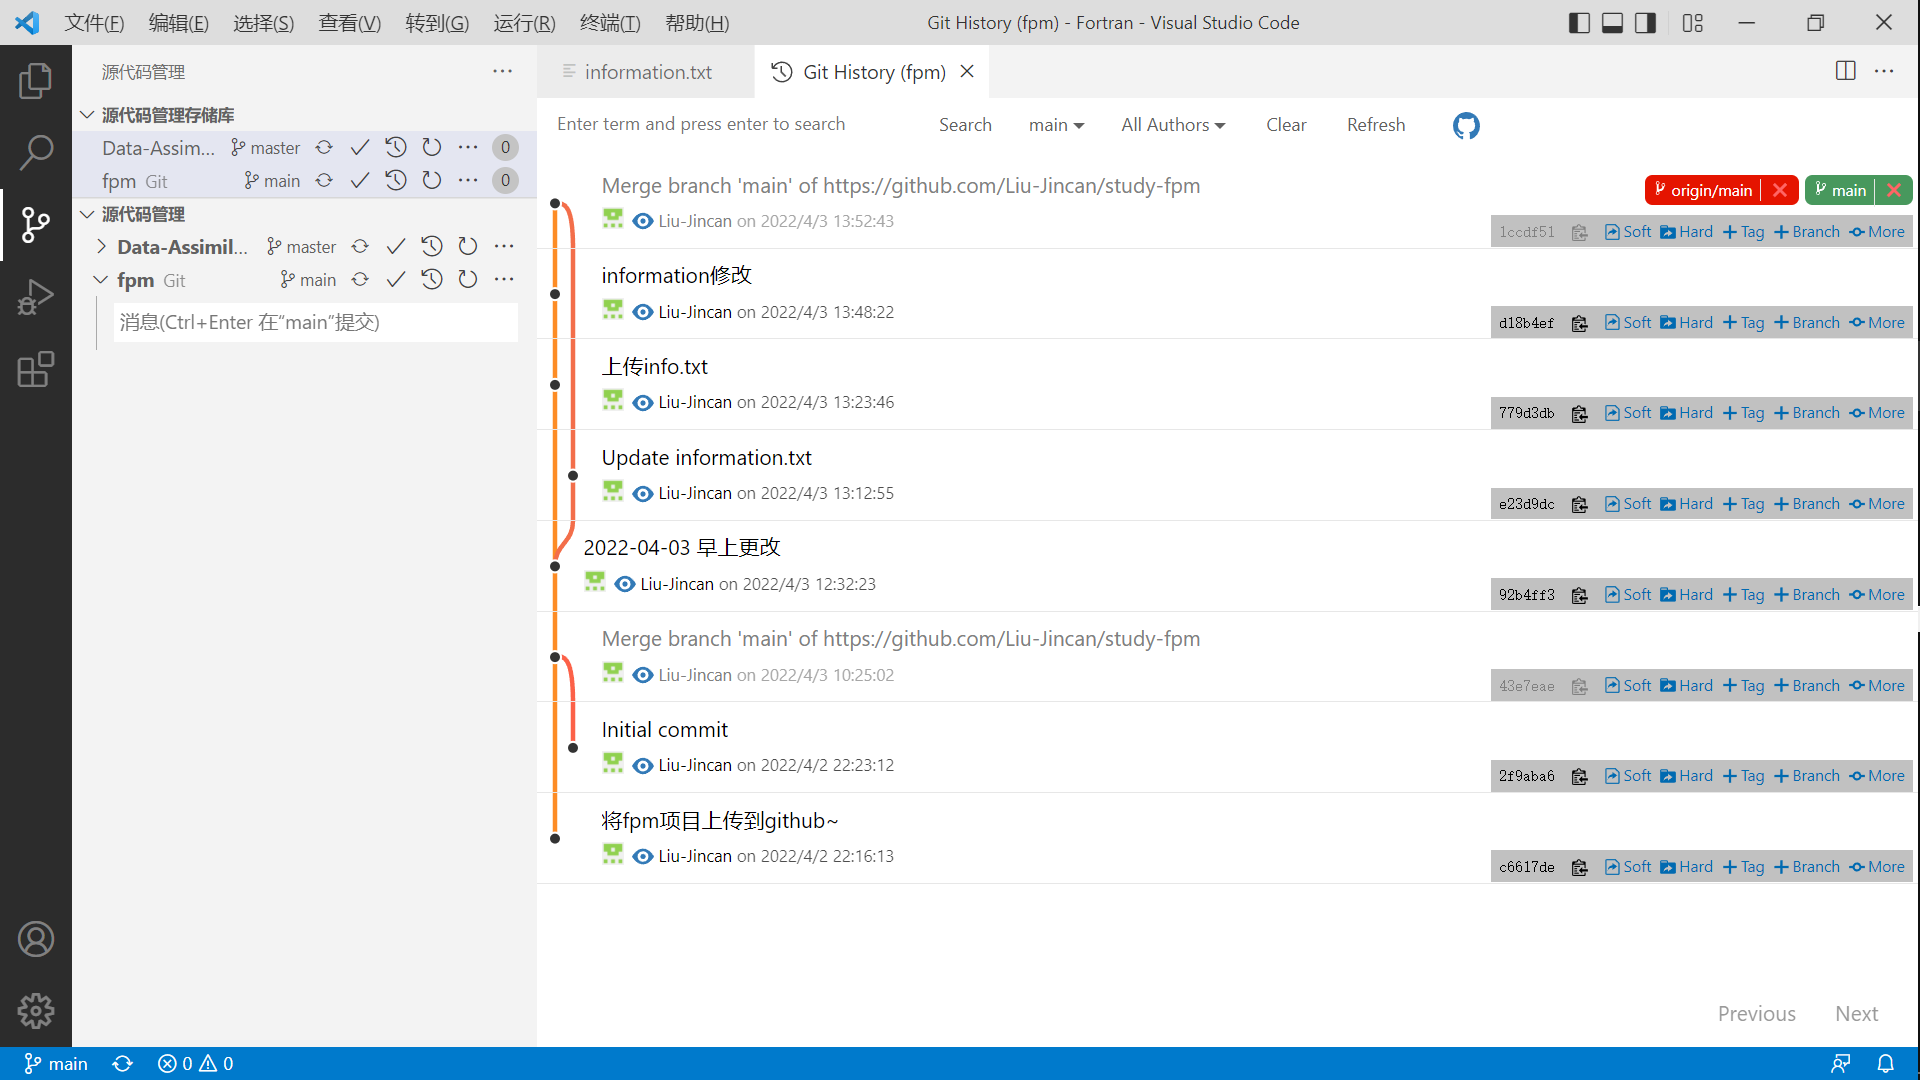 文件(F) 编辑(E) 选择(S) 查看(V) 转到(G) 运行(R) 终端(T) 帮助(H) Git History (fpm) - Fortran - Visual Studio Code
源代码管理
information.txt Git History (fpm)
源代码管理存储库
Data-Assim... master 0
fpm Git main 0
源代码管理
Data-Assimil... master
fpm Git main
消息(Ctrl+Enter 在“main”提交)
Enter term and press enter to search Search main All Authors Clear Refresh
Merge branch 'main' of https://github.com/Liu-Jincan/study-fpm origin/main main
Liu-Jincan on 2022/4/3 13:52:43
1ccdf51 Soft Hard Tag Branch More
information修改
Liu-Jincan on 2022/4/3 13:48:22
d18b4ef Soft Hard Tag Branch More
上传info.txt
Liu-Jincan on 2022/4/3 13:23:46
779d3db Soft Hard Tag Branch More
Update information.txt
Liu-Jincan on 2022/4/3 13:12:55
e23d9dc Soft Hard Tag Branch More
2022-04-03 早上更改
Liu-Jincan on 2022/4/3 12:32:23
92b4ff3 Soft Hard Tag Branch More
Merge branch 'main' of https://github.com/Liu-Jincan/study-fpm
Liu-Jincan on 2022/4/3 10:25:02
43e7eae Soft Hard Tag Branch More
Initial commit
Liu-Jincan on 2022/4/2 22:23:12
2f9aba6 Soft Hard Tag Branch More
将fpm项目上传到github~
Liu-Jincan on 2022/4/2 22:16:13
c6617de Soft Hard Tag Branch More
Previous Next
main 0 0